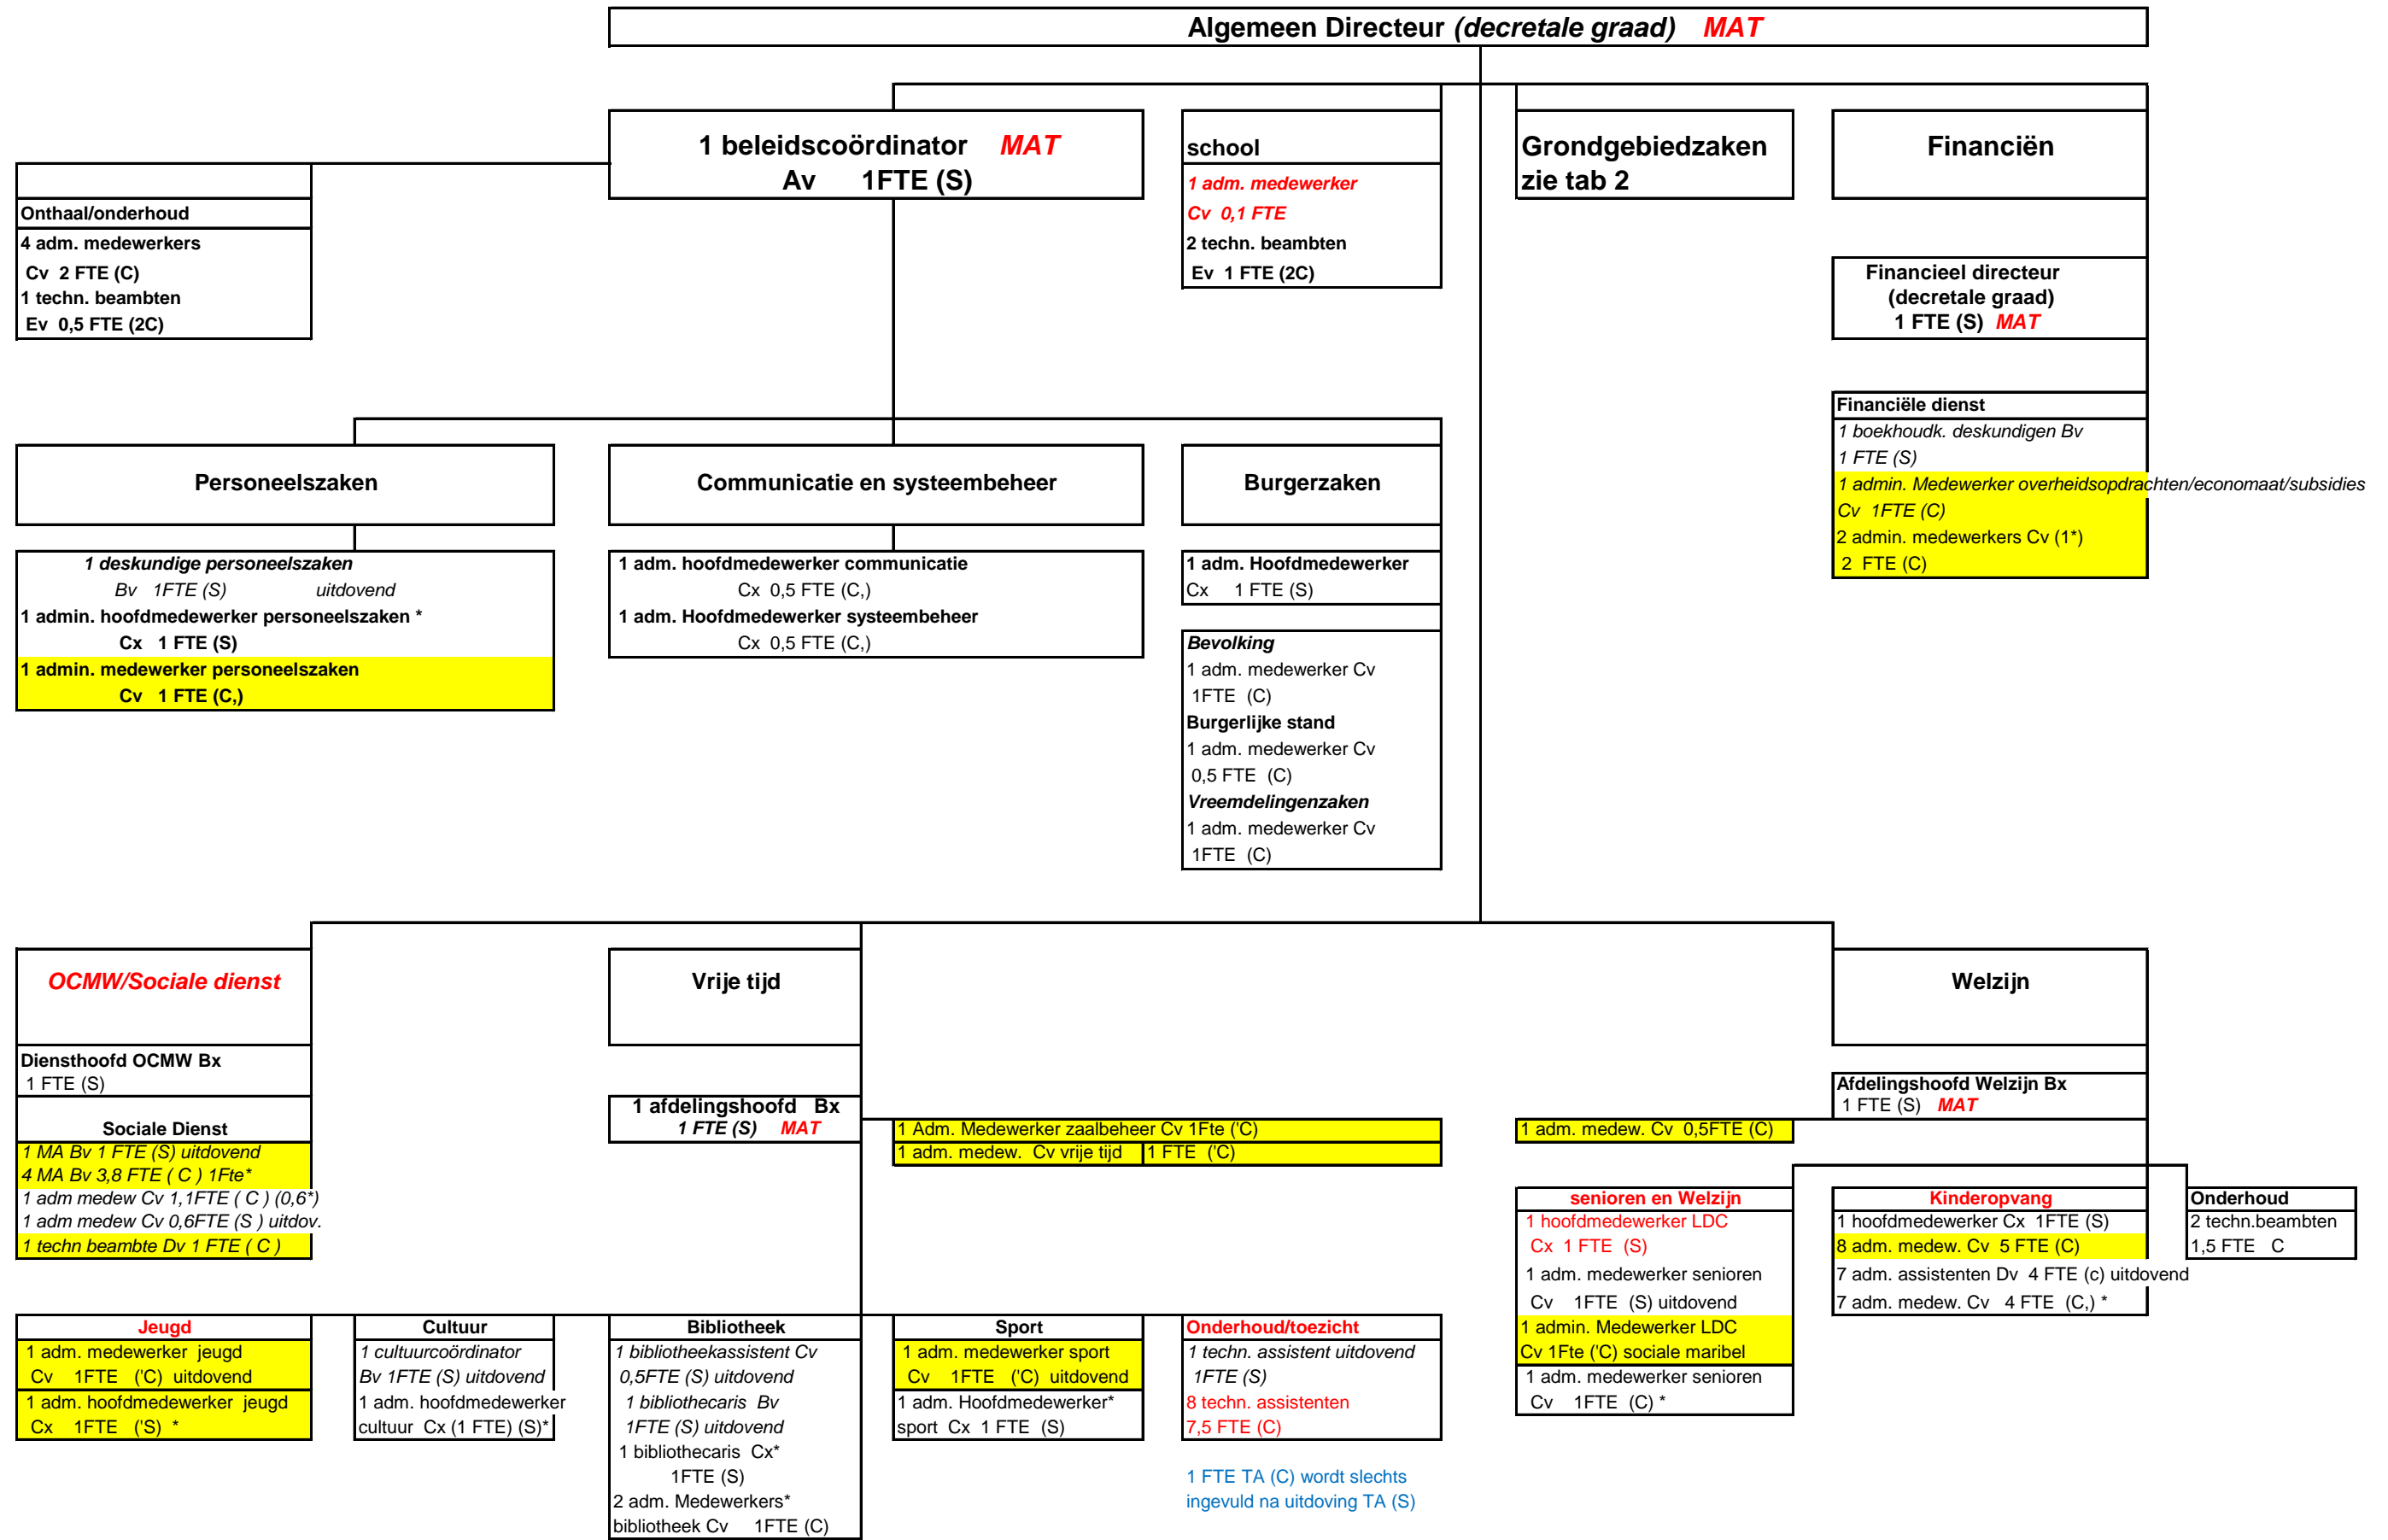 Algemeen Directeur (decretale graad) MAT
1 beleidscoördinator MAT
Av 1FTE (S)
school
1 adm. medewerker
Cv 0,1 FTE
2 techn. beambten
Ev 1 FTE (2C)
Grondgebiedzaken
zie tab 2
Financiën
Onthaal/onderhoud
4 adm. medewerkers
Cv 2 FTE (C)
1 techn. beambten
Ev 0,5 FTE (2C)
Financieel directeur
(decretale graad)
1 FTE (S) MAT
Financiële dienst
1 boekhoudk. deskundigen Bv
1 FTE (S)
1 admin. Medewerker overheidsopdrachten/economaat/subsidies
Cv 1FTE (C)
2 admin. medewerkers Cv (1*)
2 FTE (C)
Personeelszaken
1 deskundige personeelszaken
Bv 1FTE (S) uitdovend
1 admin. hoofdmedewerker personeelszaken *
Cx 1 FTE (S)
1 admin. medewerker personeelszaken
Cv 1 FTE (C,)
Communicatie en systeembeheer
1 adm. hoofdmedewerker communicatie
Cx 0,5 FTE (C,)
1 adm. Hoofdmedewerker systeembeheer
Cx 0,5 FTE (C,)
Burgerzaken
1 adm. Hoofdmedewerker
Cx 1 FTE (S)
Bevolking
1 adm. medewerker Cv
1FTE (C)
Burgerlijke stand
1 adm. medewerker Cv
0,5 FTE (C)
Vreemdelingenzaken
1 adm. medewerker Cv
1FTE (C)
OCMW/Sociale dienst
Diensthoofd OCMW Bx
1 FTE (S)
Sociale Dienst
1 MA Bv 1 FTE (S) uitdovend
4 MA Bv 3,8 FTE ( C ) 1Fte*
1 adm medew Cv 1,1FTE ( C ) (0,6*)
1 adm medew Cv 0,6FTE (S ) uitdov.
1 techn beambte Dv 1 FTE ( C )
Vrije tijd
1 afdelingshoofd Bx
1 FTE (S) MAT
1 Adm. Medewerker zaalbeheer Cv 1Fte ('C)
1 adm. medew. Cv vrije tijd 1 FTE ('C)
Welzijn
Afdelingshoofd Welzijn Bx
1 FTE (S) MAT
1 adm. medew. Cv 0,5FTE (C)
senioren en Welzijn
1 hoofdmedewerker LDC
Cx 1 FTE (S)
1 adm. medewerker senioren
Cv 1FTE (S) uitdovend
1 admin. Medewerker LDC
Cv 1Fte ('C) sociale maribel
1 adm. medewerker senioren
Cv 1FTE (C) *
Kinderopvang
1 hoofdmedewerker Cx 1FTE (S)
8 adm. medew. Cv 5 FTE (C)
7 adm. assistenten Dv 4 FTE (c) uitdovend
7 adm. medew. Cv 4 FTE (C,) *
Onderhoud
2 techn.beambten
1,5 FTE C
Jeugd
1 adm. medewerker jeugd
Cv 1FTE ('C) uitdovend
1 adm. hoofdmedewerker jeugd
Cx 1FTE ('S) *
Cultuur
1 cultuurcoördinator
Bv 1FTE (S) uitdovend
1 adm. hoofdmedewerker
cultuur Cx (1 FTE) (S)*
Bibliotheek
1 bibliotheekassistent Cv
0,5FTE (S) uitdovend
1 bibliothecaris Bv
1FTE (S) uitdovend
1 bibliothecaris Cx*
1FTE (S)
2 adm. Medewerkers*
bibliotheek Cv 1FTE (C)
Sport
1 adm. medewerker sport
Cv 1FTE ('C) uitdovend
1 adm. Hoofdmedewerker*
sport Cx 1 FTE (S)
Onderhoud/toezicht
1 techn. assistent uitdovend
1FTE (S)
8 techn. assistenten
7,5 FTE (C)
1 FTE TA (C) wordt slechts
ingevuld na uitdoving TA (S)